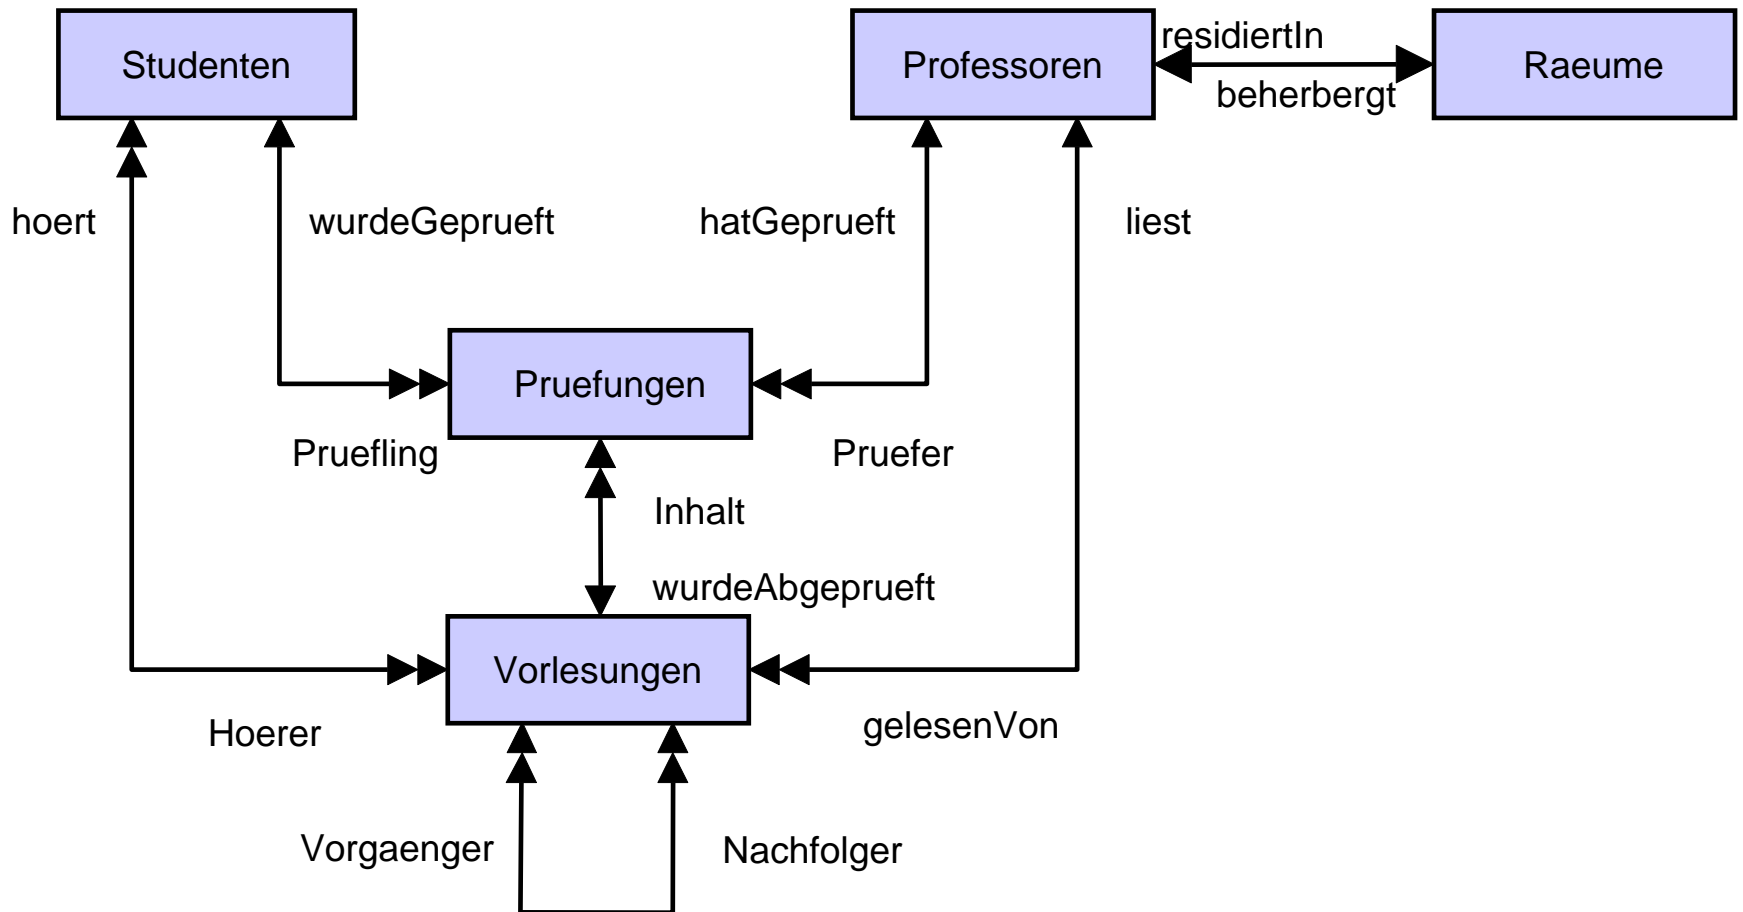 residiertIn
Studenten
Professoren
Raeume
beherbergt
hoert
wurdeGeprueft
hatGeprueft
liest
Pruefungen
Pruefling
Pruefer
Inhalt
wurdeAbgeprueft
Vorlesungen
Hoerer
gelesenVon
Vorgaenger
Nachfolger